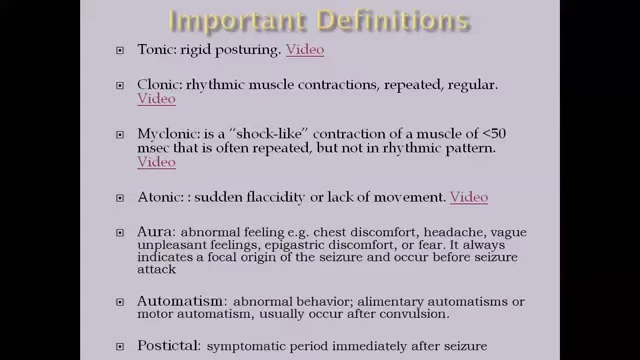 Important Definitions
Tonic: rigid posturing. Video
Clonic: rhythmic muscle contractions, repeated, regular.
Video
Myclonic: is a “shock-like” contraction of a muscle of <50
msec that is often repeated, but not in rhythmic pattern.
Video
Atonic: : sudden flaccidity or lack of movement. Video
Aura: abnormal feeling e.g. chest discomfort, headache, vague
unpleasant feelings, epigastric discomfort, or fear. It always
indicates a focal origin of the seizure and occur before seizure
attack
Automatism: abnormal behavior; alimentary automatisms or
motor automatism, usually occur after convulsion.
Postictal: symptomatic period immediately after seizure